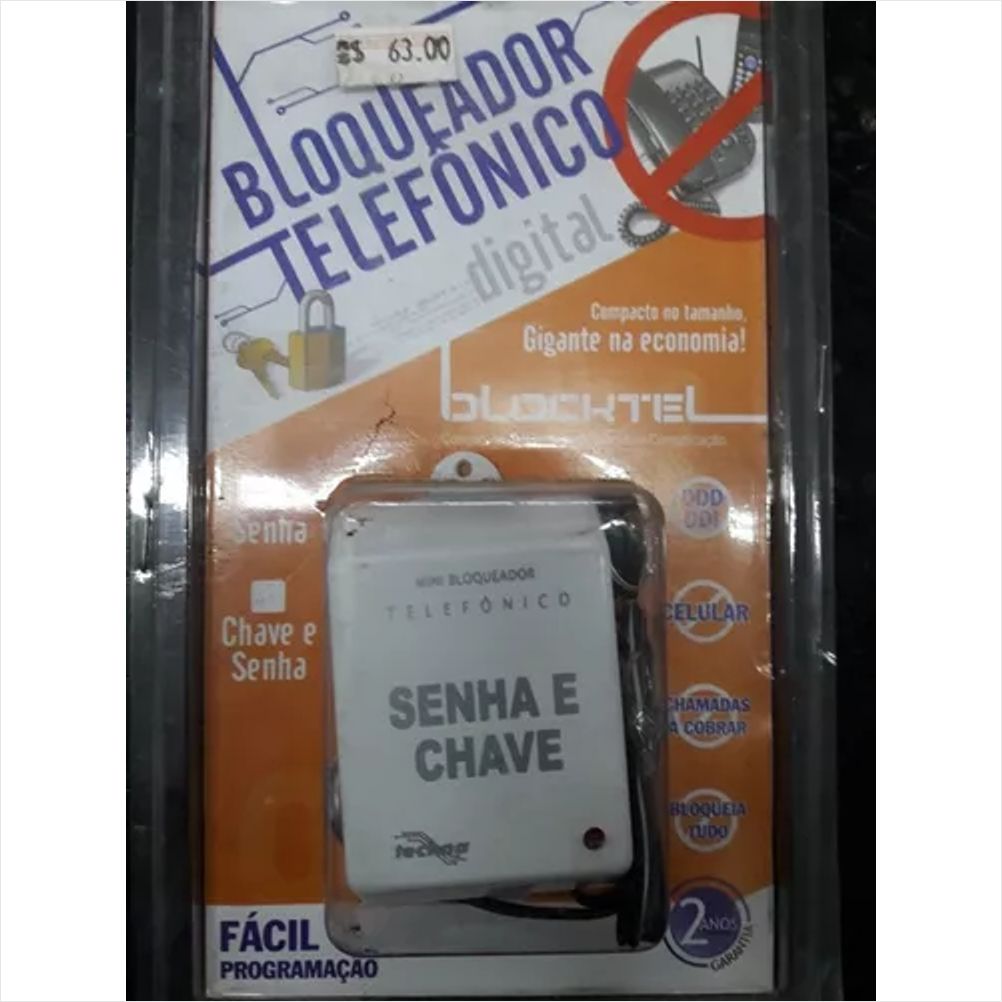 R$ 63.00
BLOQUEADOR
TELEFÔNICO
digital
Compacto no tamanho,
Gigante na economia!
BLOCKTEL
Senha
Chave e
Senha
DDD
DDI
CELULAR
CHAMADAS
A COBRAR
BLOQUEIA
TUDO
MINI BLOQUEADOR
TELEFÔNICO
SENHA E
CHAVE
FÁCIL
PROGRAMAÇÃO
2 ANOS
GARANTIA